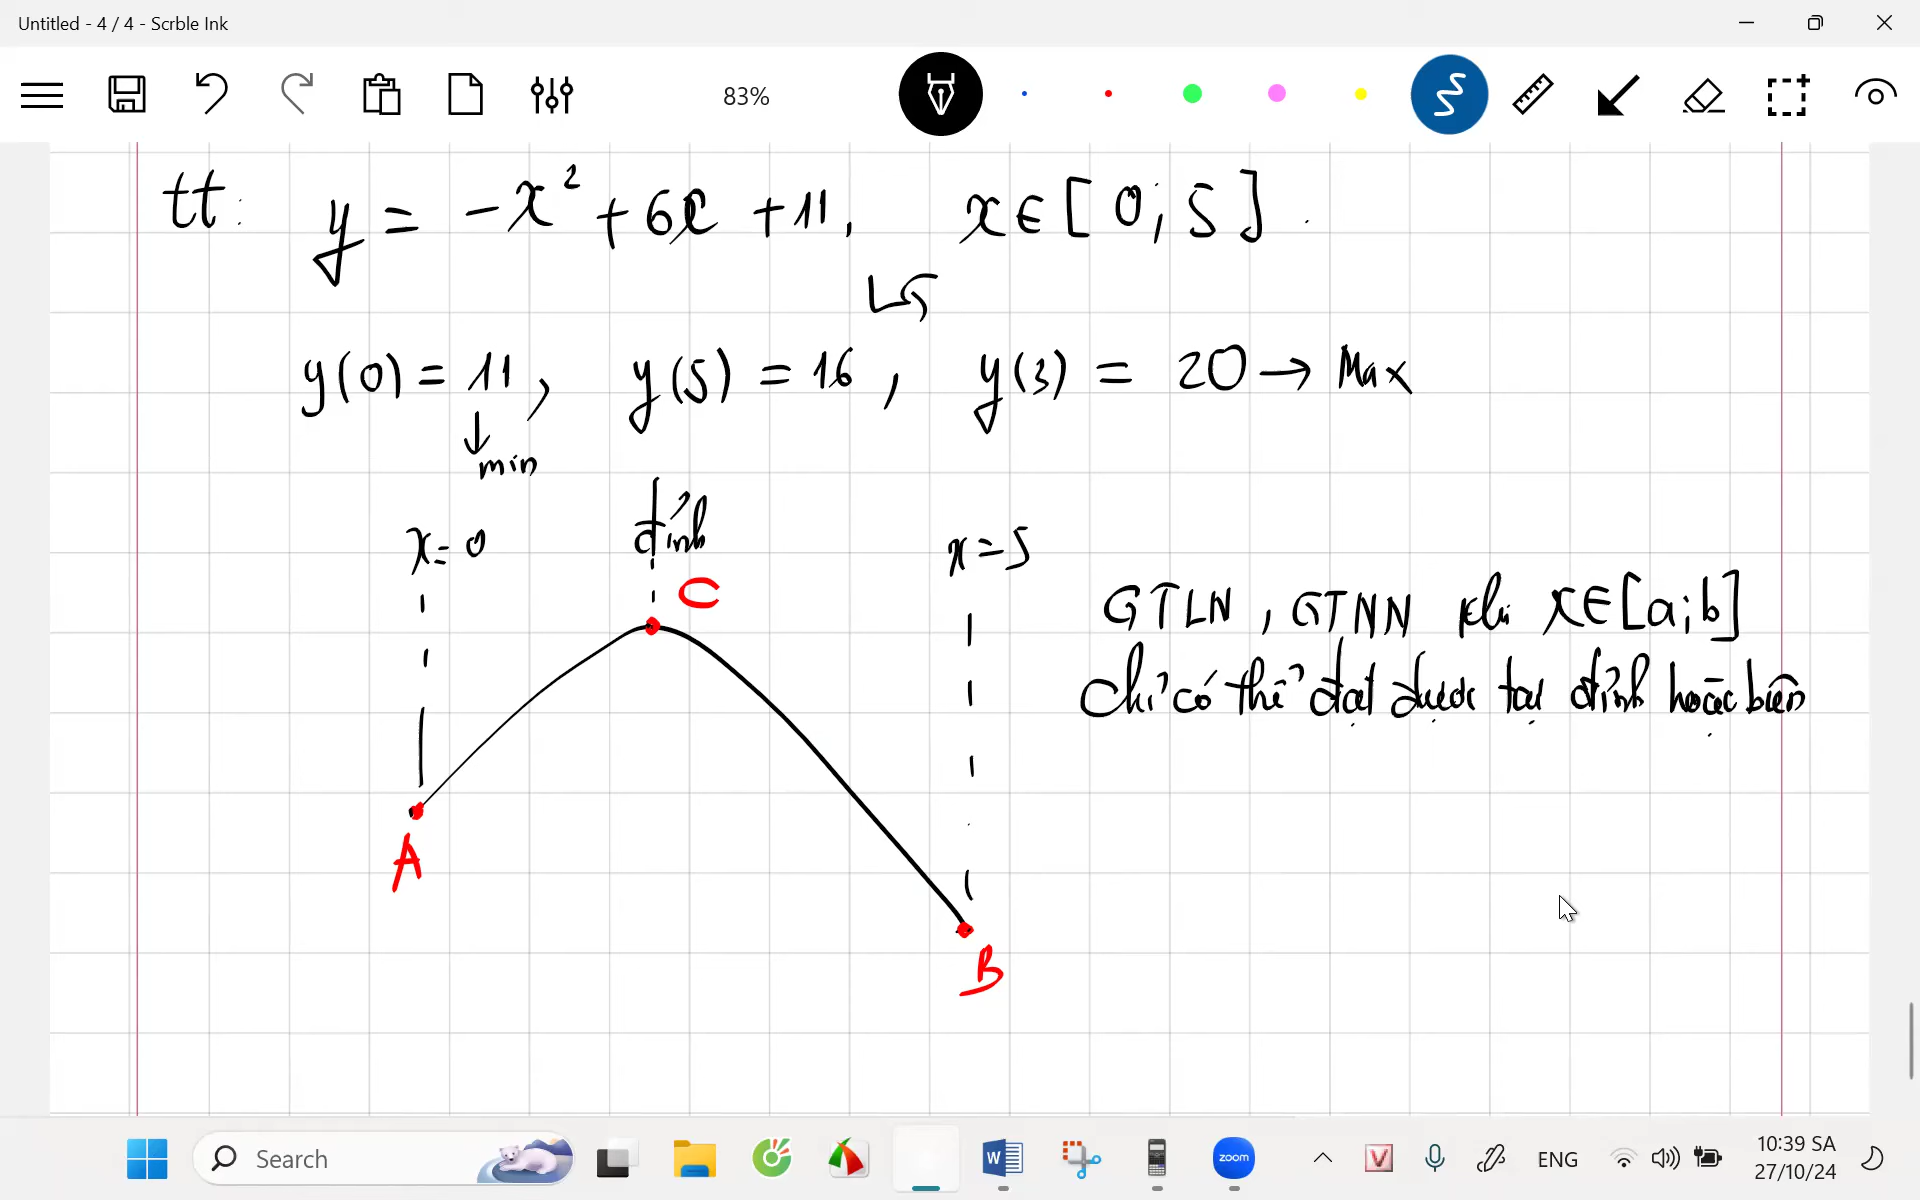 Untitled - 4 / 4 - Scrble Ink
83%
tt: y = -x² + 6x + 11, x∈[0;5].
LG
y(0) = 11, y(5) = 16, y(3) = 20 → Max
↓
min
x=0 đỉnh x=5
C
GTLN, GTNN khi x∈[a;b]
chỉ có thể đạt được tại đỉnh hoặc biên
A
B
Search
W
zoom
V
ENG
10:39 SA
27/10/24